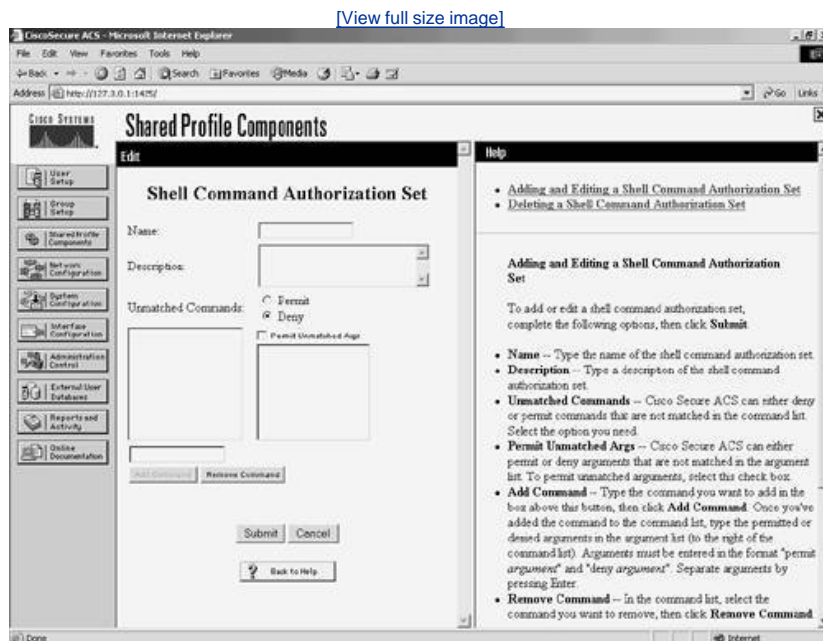 [View full size image]
CiscoSecure ACS - Microsoft Internet Explorer
File Edit View Favorites Tools Help
Back Search Favorites Media
Address http://127.0.0.1:1425/ Go Links
CISCO SYSTEMS
Shared Profile Components
Edit
User Setup
Group Setup
Shared Profile Components
Network Configuration
System Configuration
Interface Configuration
Administration Control
External User Databases
Reports and Activity
Online Documentation
Shell Command Authorization Set
Name:
Description:
Unmatched Commands:
Permit
Deny
Permit Unmatched Args
Add Command Remove Command
Submit Cancel
Back to Help
Help
Adding and Editing a Shell Command Authorization Set
Deleting a Shell Command Authorization Set
Adding and Editing a Shell Command Authorization
Set
To add or edit a shell command authorization set,
complete the following options, then click Submit.
Name -- Type the name of the shell command authorization set.
Description -- Type a description of the shell command
authorization set.
Unmatched Commands -- Cisco Secure ACS can either deny
or permit commands that are not matched in the command list.
Select the option you need.
Permit Unmatched Args -- Cisco Secure ACS can either
permit or deny arguments that are not matched in the argument
list. To permit unmatched arguments, select this check box.
Add Command -- Type the command you want to add in the
box above this button, then click Add Command. Once you've
added the command to the command list, type the permitted or
denied arguments in the argument list (to the right of the
command list). Arguments must be entered in the format "permit
argument" and "deny argument". Separate arguments by
pressing Enter.
Remove Command -- In the command list, select the
command you want to remove, then click Remove Command
Done
Internet